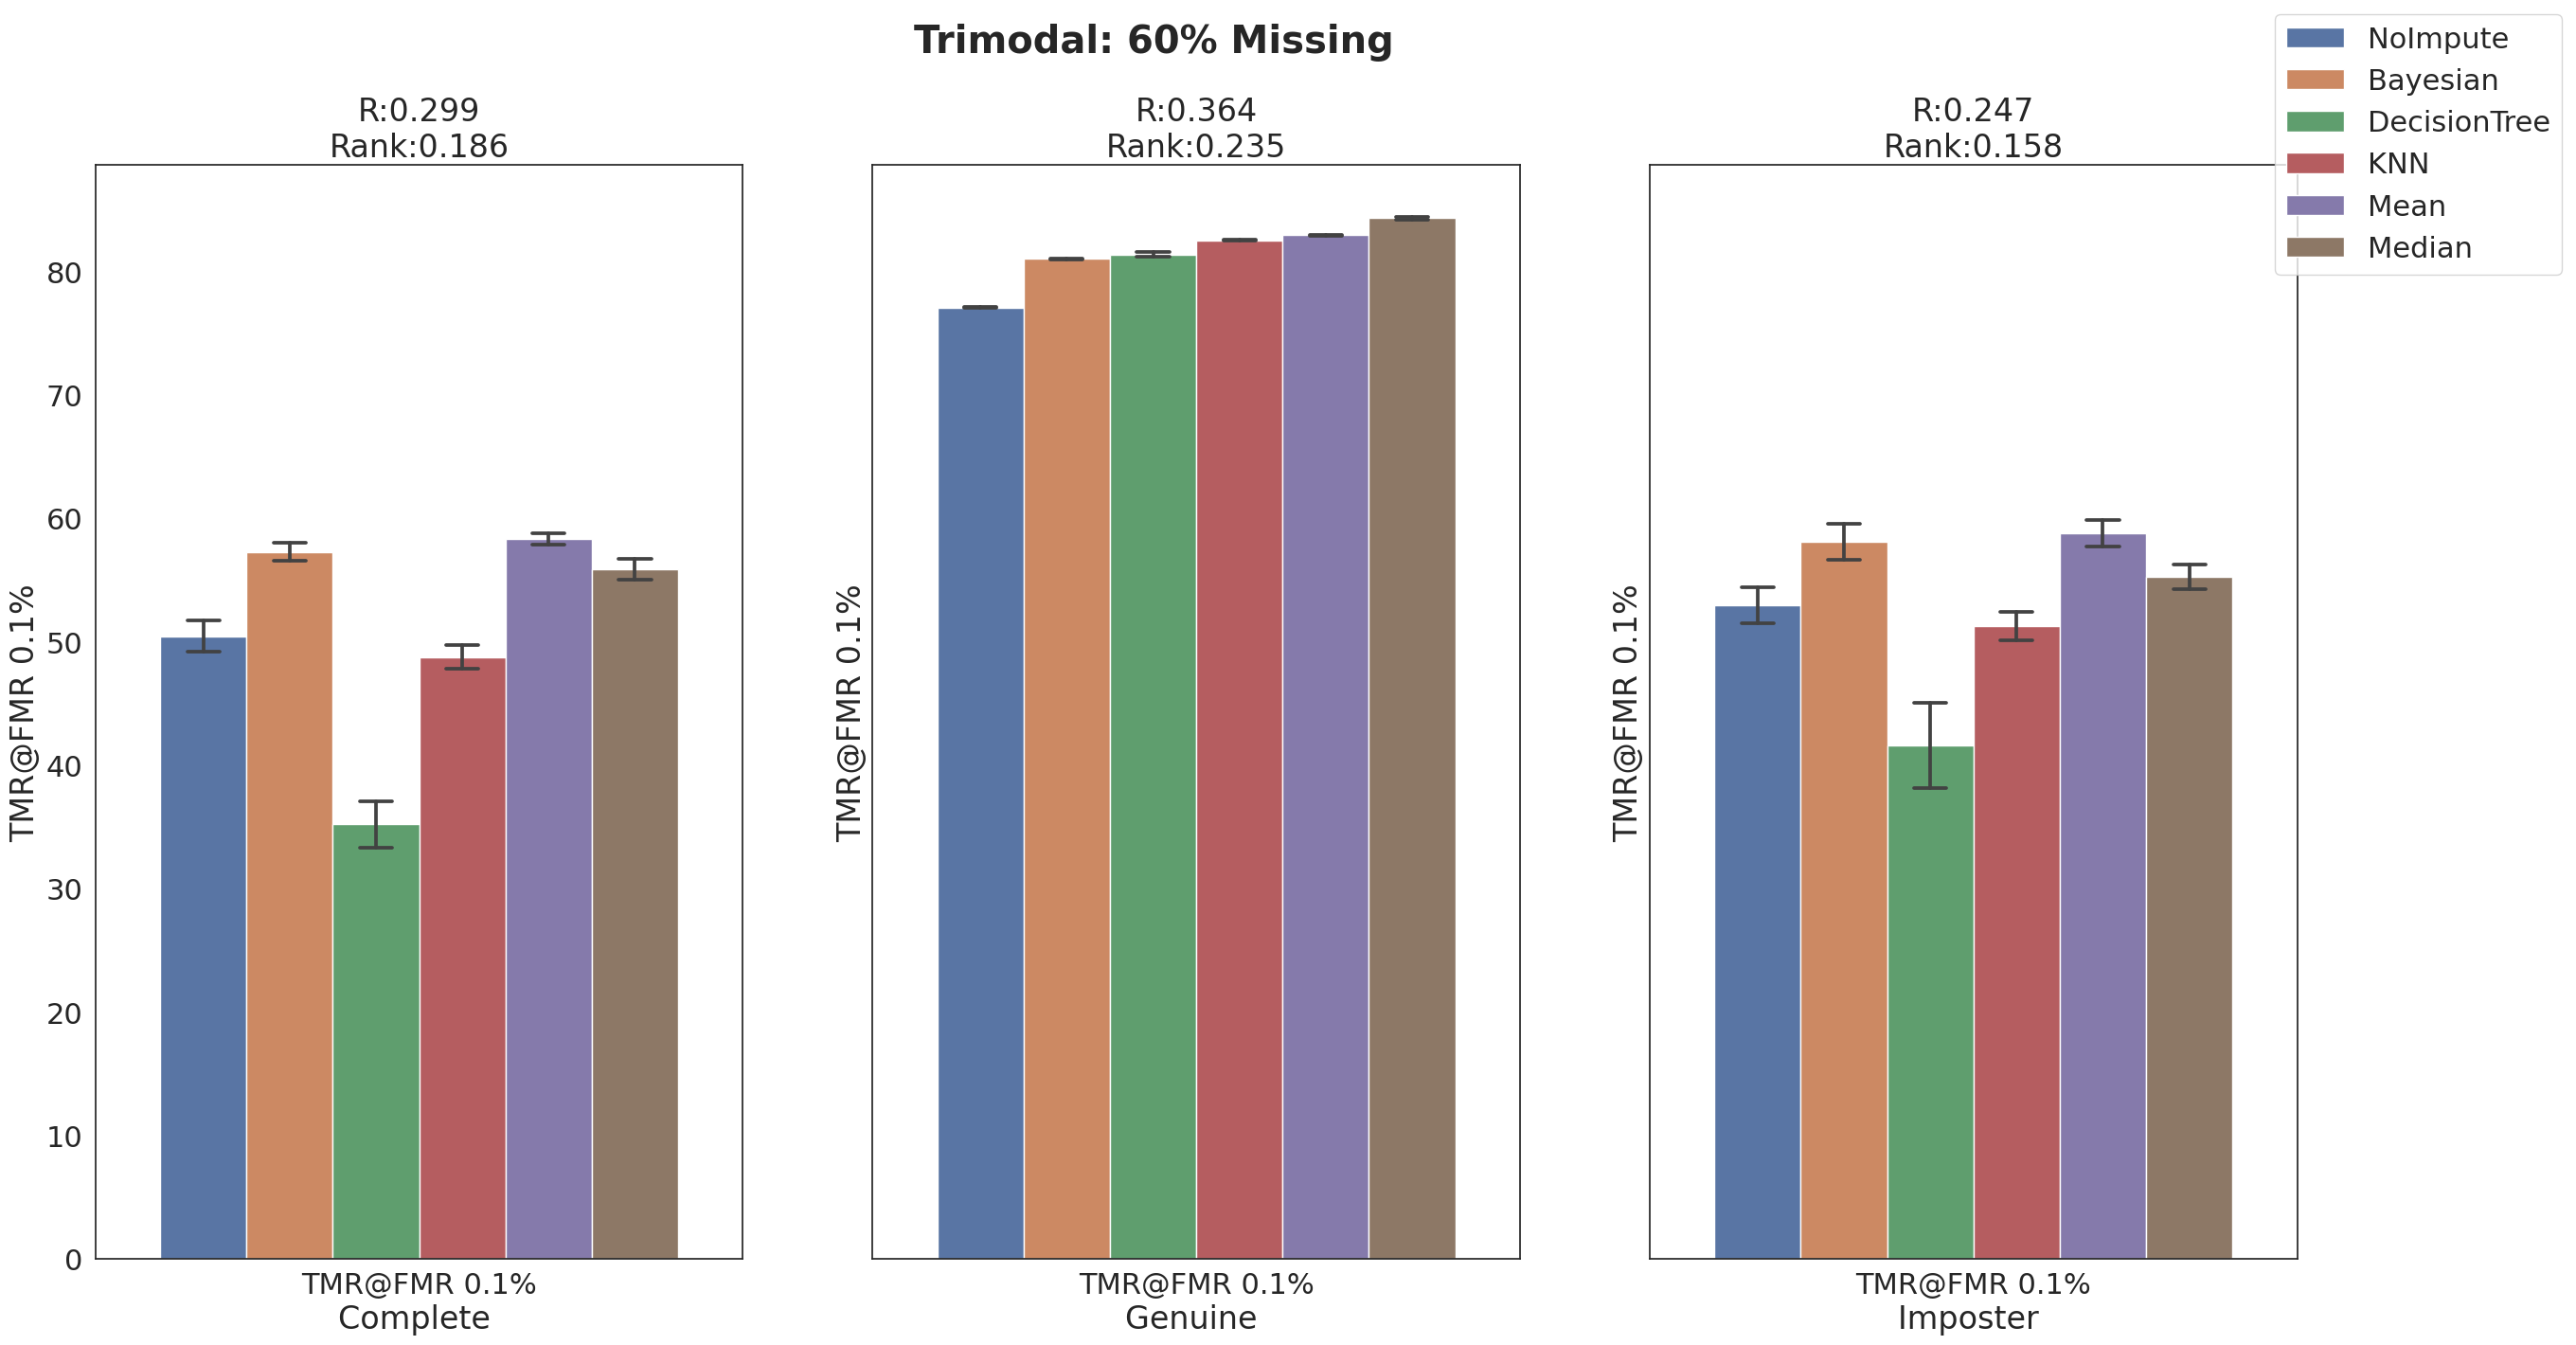 Trimodal: 60% Missing
NoImpute
Bayesian
DecisionTree
KNN
Mean
Median
R:0.299
Rank:0.186
R:0.364
Rank:0.235
R:0.247
Rank:0.158
80
70
60
50
40
30
20
10
0
TMR@FMR 0.1%
TMR@FMR 0.1%
TMR@FMR 0.1%
TMR@FMR 0.1%
Complete
TMR@FMR 0.1%
Genuine
TMR@FMR 0.1%
Imposter